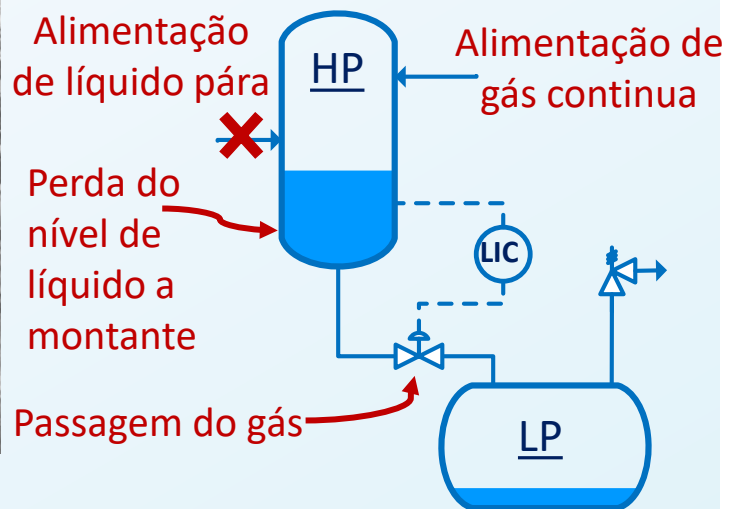 Alimentação
de líquido pára
HP
Alimentação de
gás continua
Perda do
nível de
líquido a
montante
LIC
Passagem do gás
LP